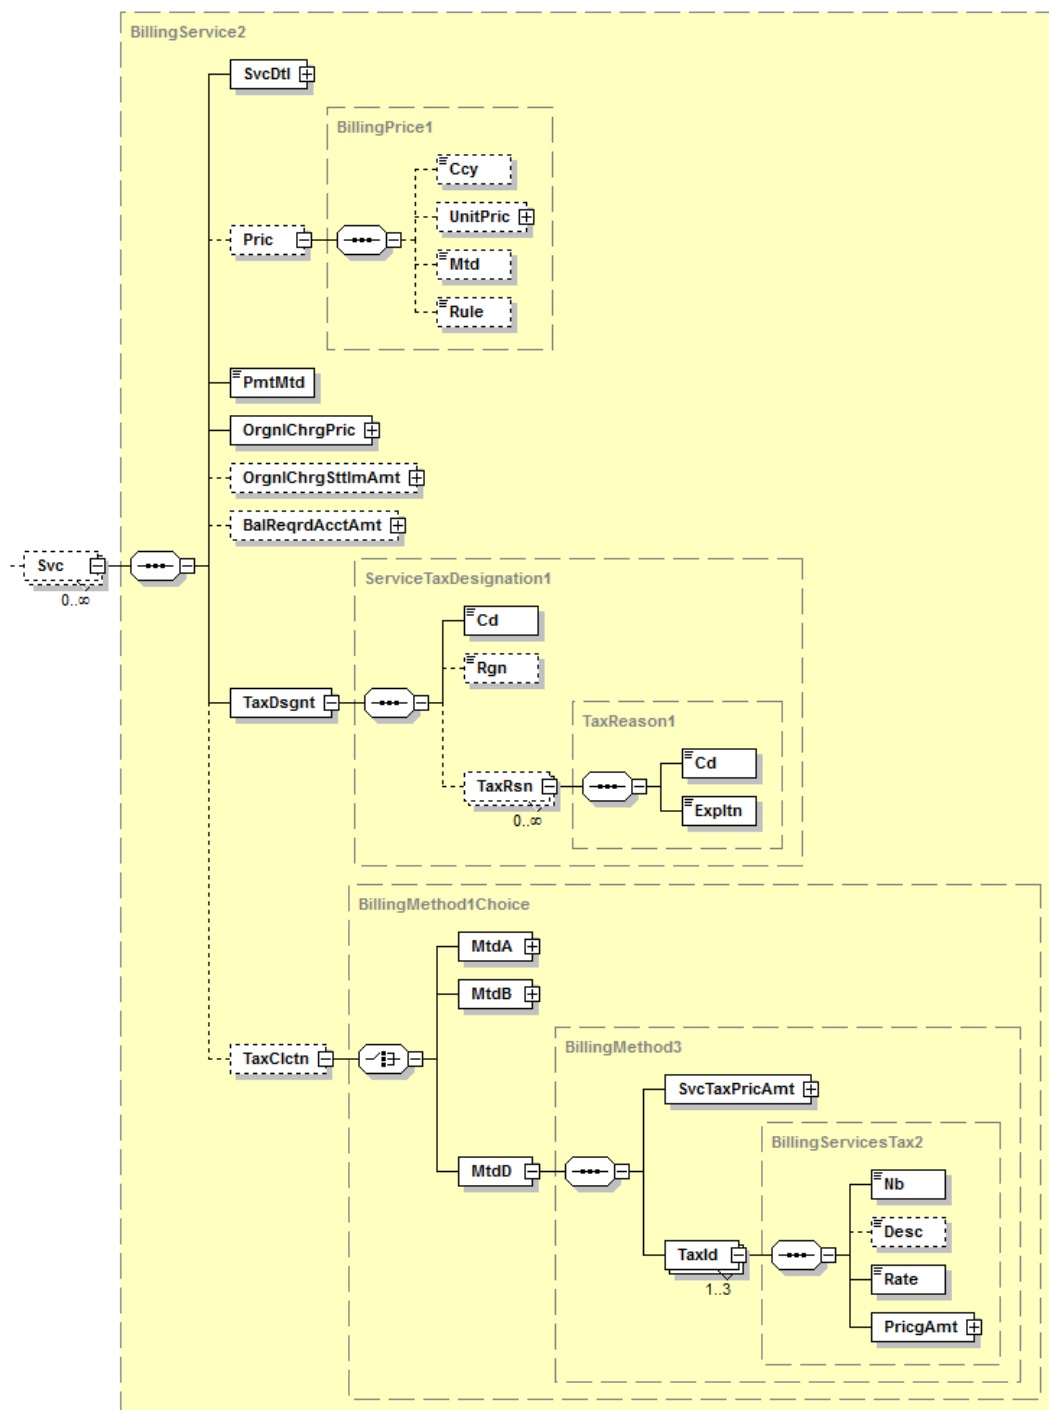 BillingService2
SvcDtl
BillingPrice1
Ccy
UnitPric
Pric
Mtd
Rule
PmtMtd
OrgnlChrgPric
OrgnlChrgSttlmAmt
BalReqrdAcctAmt
Svc
0..∞
ServiceTaxDesignation1
Cd
Rgn
TaxDsgnt
TaxReason1
Cd
TaxRsn
0..∞
Expltn
BillingMethod1Choice
MtdA
MtdB
TaxClctn
BillingMethod3
SvcTaxPricAmt
BillingServicesTax2
MtdD
Nb
Desc
TaxId
1..3
Rate
PricgAmt